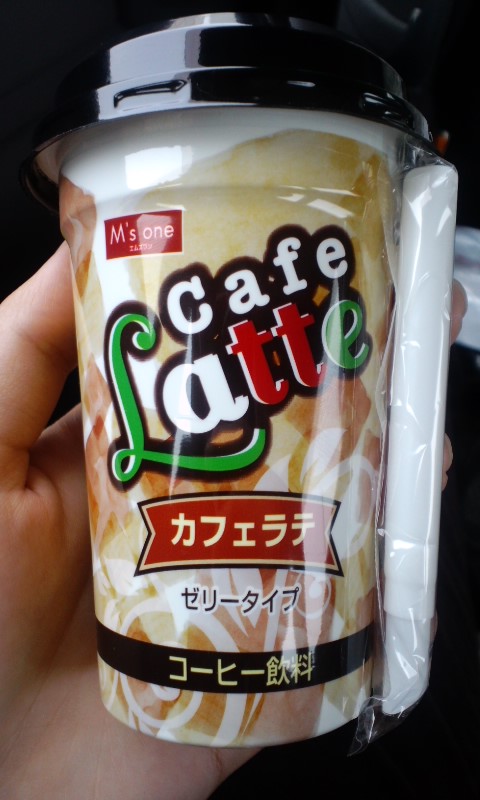 M's one
エムズワン
Cafe
Latte
カフェラテ
ゼリータイプ
コーヒー飲料